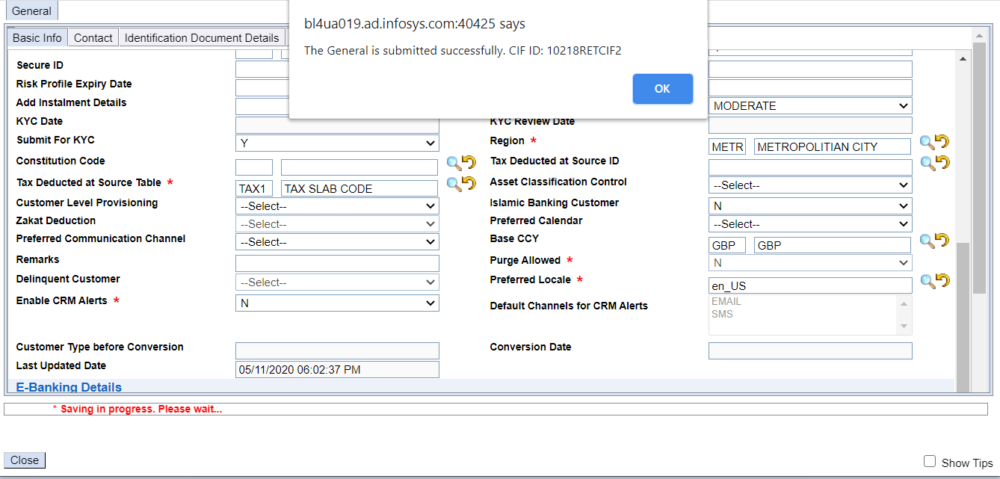 General
bl4ua019.ad.infosys.com:40425 says
The General is submitted successfully. CIF ID: 10218RETCIF2
OK
Basic Info Contact Identification Document Details
Secure ID
Risk Profile Expiry Date
Add Instalment Details MODERATE
KYC Date KYC Review Date
Submit For KYC Y Region * METR METROPOLITIAN CITY
Constitution Code Tax Deducted at Source ID
Tax Deducted at Source Table * TAX1 TAX SLAB CODE Asset Classification Control --Select--
Customer Level Provisioning --Select-- Islamic Banking Customer N
Zakat Deduction --Select-- Preferred Calendar --Select--
Preferred Communication Channel --Select-- Base CCY GBP GBP
Remarks Purge Allowed * N
Delinquent Customer --Select-- Preferred Locale * en_US
Enable CRM Alerts * N Default Channels for CRM Alerts EMAIL
SMS
Customer Type before Conversion Conversion Date
Last Updated Date 05/11/2020 06:02:37 PM
E-Banking Details
* Saving in progress. Please wait...
Close Show Tips